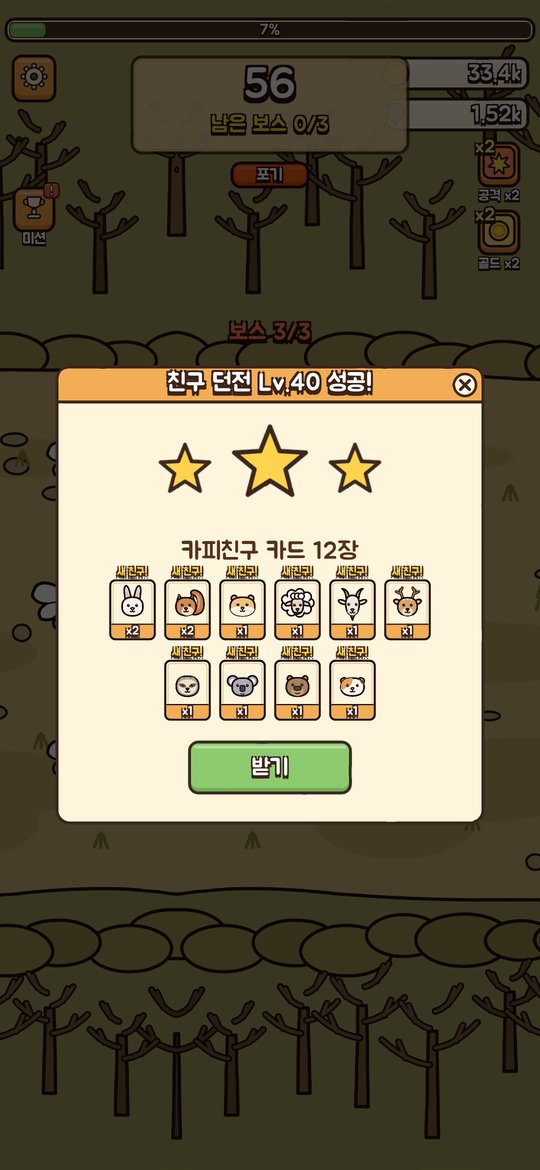 7%
56
33.4k
남은 보스 0/3
1.52k
x2
포기
공격 x2
x2
미션
골드 x2
보스 3/3
친구 던전 Lv.40 성공!
카피친구 카드 12장
새친구! 새친구! 새친구! 새친구! 새친구! 새친구!
x2 x2 x1 x1 x1 x1
새친구! 새친구! 새친구! 새친구!
x1 x1 x1 x1
받기